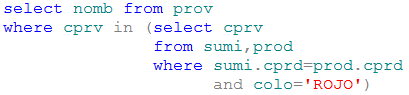 select nomb from prov
where cprv in (select cprv
from sumi,prod
where sumi.cprd=prod.cprd
and colo='ROJO')